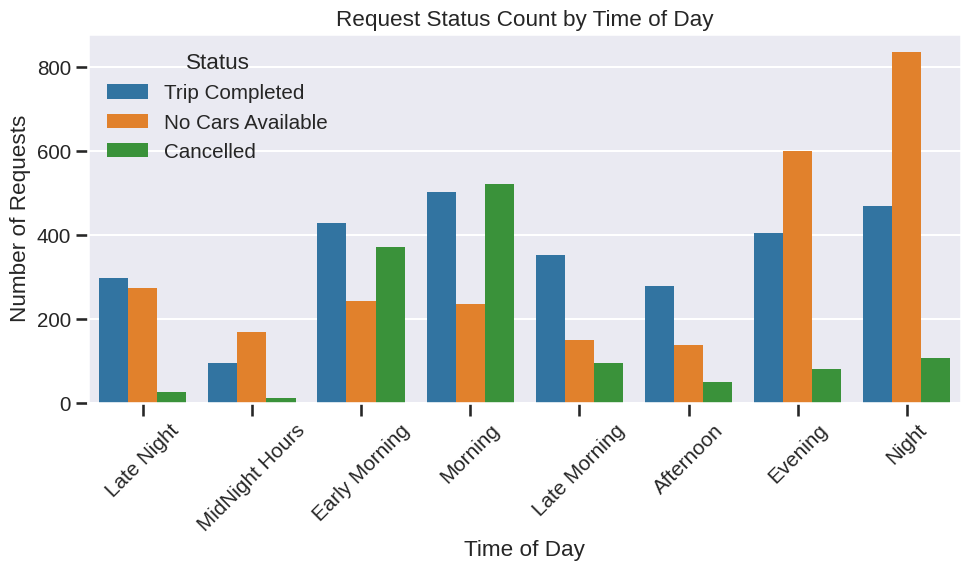 Request Status Count by Time of Day
Status
Trip Completed
No Cars Available
Cancelled
Number of Requests
800
600
400
200
0
Late Night
MidNight Hours
Early Morning
Morning
Late Morning
Afternoon
Evening
Night
Time of Day